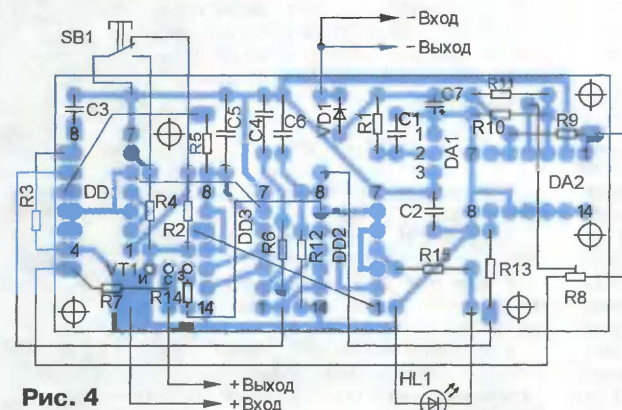 − Вход
− Выход
SB1
C3
8
7
R5
C5
C4
C6
VD1
R1
C1
1
2
3
DA1
C7
R11
R10
R9
DA2
R3
DD1
R4
R2
8
DD3
7
8
DD2
7
C2
8
14
R6
R12
4
1
VT1
и
с
з
R7
R14
14
1
R15
R13
R8
HL1
+ Выход
+ Вход
Рис. 4